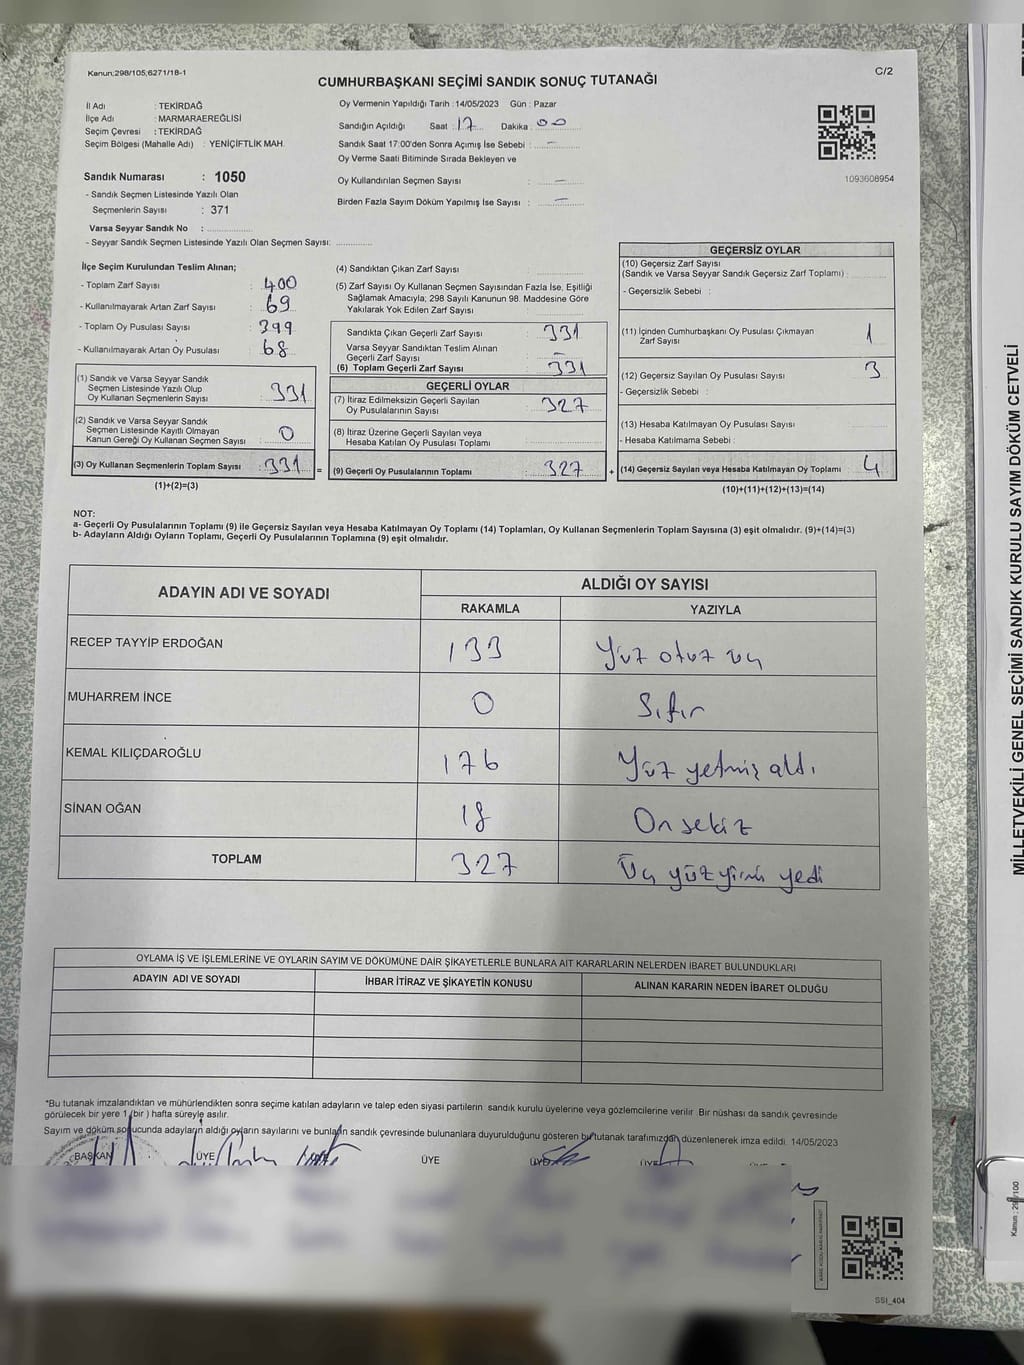 Kanun;298/105;6271/18-1
C/2
CUMHURBAŞKANI SEÇİMİ SANDIK SONUÇ TUTANAĞI
İl Adı : TEKİRDAĞ
İlçe Adı : MARMARAEREĞLİSİ
Seçim Çevresi : TEKİRDAĞ
Seçim Bölgesi (Mahalle Adı) : YENİÇİFTLİK MAH.
Sandık Numarası : 1050
- Sandık Seçmen Listesinde Yazılı Olan
Seçmenlerin Sayısı : 371
Varsa Seyyar Sandık No :
- Seyyar Sandık Seçmen Listesinde Yazılı Olan Seçmen Sayısı:
Oy Vermenin Yapıldığı Tarih :14/05/2023 Gün : Pazar
Sandığın Açıldığı Saat : 17 Dakika : 00
Sandık Saat 17:00'den Sonra Açımış İse Sebebi : -
Oy Verme Saati Bitiminde Sırada Bekleyen ve
Oy Kullandırılan Seçmen Sayısı : -
Birden Fazla Sayım Döküm Yapılmış İse Sayısı : -
1093608954
İlçe Seçim Kurulundan Teslim Alınan;
- Toplam Zarf Sayısı : 400
- Kullanılmayarak Artan Zarf Sayısı : 69
- Toplam Oy Pusulası Sayısı : 399
- Kullanılmayarak Artan Oy Pusulası : 68
(1) Sandık ve Varsa Seyyar Sandık
Seçmen Listesinde Yazılı Olup
Oy Kullanan Seçmenlerin Sayısı : 331
(2) Sandık ve Varsa Seyyar Sandık
Seçmen Listesinde Kayıtlı Olmayan
Kanun Gereği Oy Kullanan Seçmen Sayısı : 0
(3) Oy Kullanan Seçmenlerin Toplam Sayısı : 331 =
(1)+(2)=(3)
(4) Sandıktan Çıkan Zarf Sayısı :
(5) Zarf Sayısı Oy Kullanan Seçmen Sayısından Fazla İse, Eşitliği
Sağlamak Amacıyla; 298 Sayılı Kanunun 98. Maddesine Göre
Yakılarak Yok Edilen Zarf Sayısı :
Sandıkta Çıkan Geçerli Zarf Sayısı : 331
Varsa Seyyar Sandıktan Teslim Alınan
Geçerli Zarf Sayısı : -
(6) Toplam Geçerli Zarf Sayısı : 331
GEÇERLİ OYLAR
(7) İtiraz Edilmeksizin Geçerli Sayılan
Oy Pusulalarının Sayısı : 327
(8) İtiraz Üzerine Geçerli Sayılan veya
Hesaba Katılan Oy Pusulası Toplamı :
(9) Geçerli Oy Pusulalarının Toplamı : 327 +
GEÇERSİZ OYLAR
(10) Geçersiz Zarf Sayısı
(Sandık ve Varsa Seyyar Sandık Geçersiz Zarf Toplamı) :
- Geçersizlik Sebebi :
(11) İçinden Cumhurbaşkanı Oy Pusulası Çıkmayan
Zarf Sayısı : 1
(12) Geçersiz Sayılan Oy Pusulası Sayısı : 3
- Geçersizlik Sebebi :
(13) Hesaba Katılmayan Oy Pusulası Sayısı :
- Hesaba Katılmama Sebebi :
(14) Geçersiz Sayılan veya Hesaba Katılmayan Oy Toplamı : 4
(10)+(11)+(12)+(13)=(14)
NOT:
a- Geçerli Oy Pusulalarının Toplamı (9) ile Geçersiz Sayılan veya Hesaba Katılmayan Oy Toplamı (14) Toplamları, Oy Kullanan Seçmenlerin Toplam Sayısına (3) eşit olmalıdır. (9)+(14)=(3)
b- Adayların Aldığı Oyların Toplamı, Geçerli Oy Pusulalarının Toplamına (9) eşit olmalıdır.
ADAYIN ADI VE SOYADI
ALDIĞI OY SAYISI
RAKAMLA YAZIYLA
RECEP TAYYİP ERDOĞAN 133 Yüz otuz üç
MUHARREM İNCE 0 Sıfır
KEMAL KILIÇDAROĞLU 176 Yüz yetmiş altı
SİNAN OĞAN 18 On sekiz
TOPLAM 327 Üç yüz yirmi yedi
OYLAMA İŞ VE İŞLEMLERİNE VE OYLARIN SAYIM VE DÖKÜMÜNE DAİR ŞİKAYETLERLE BUNLARA AİT KARARLARIN NELERDEN İBARET BULUNDUKLARI
ADAYIN ADI VE SOYADI İHBAR İTİRAZ VE ŞİKAYETİN KONUSU ALINAN KARARIN NEDEN İBARET OLDUĞU
*Bu tutanak imzalandıktan ve mühürlendikten sonra seçime katılan adayların ve talep eden siyasi partilerin sandık kurulu üyelerine veya gözlemcilerine verilir. Bir nüshası da sandık çevresinde
görülecek bir yere 1 (bir ) hafta süreyle asılır.
Sayım ve döküm sonucunda adayların aldığı oyların sayılarını ve bunların sandık çevresinde bulunanlara duyurulduğunu gösteren bu tutanak tarafımızdan düzenlenerek imza edildi. 14/05/2023
BAŞKAN ÜYE ÜYE ÜYE ÜYE ÜYE
SSI_404
MİLLETVEKİLİ GENEL SEÇİMİ SANDIK KURULU SAYIM DÖKÜM CETVELİ